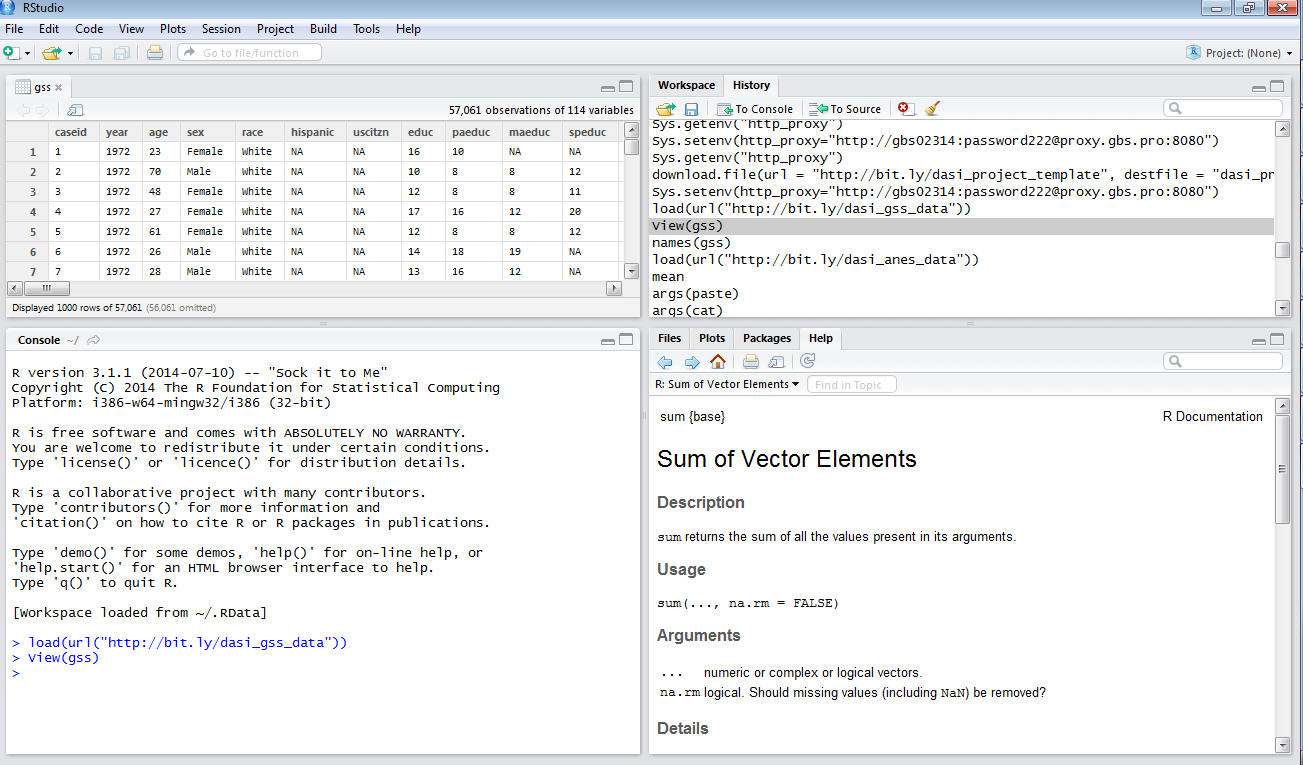 RStudio
File Edit Code View Plots Session Project Build Tools Help
Go to file/function
Project: (None)
gss
57,061 observations of 114 variables
caseid year age sex race hispanic uscitzn educ paeduc maeduc speduc
1 1 1972 23 Female White NA NA 16 10 NA NA
2 2 1972 70 Male White NA NA 10 8 8 12
3 3 1972 48 Female White NA NA 12 8 8 11
4 4 1972 27 Female White NA NA 17 16 12 20
5 5 1972 61 Female White NA NA 12 8 8 12
6 6 1972 26 Male White NA NA 14 18 19 NA
7 7 1972 28 Male White NA NA 13 16 12 NA
Displayed 1000 rows of 57,061 (56,061 omitted)
Workspace History
To Console To Source
Sys.getenv("http_proxy")
Sys.setenv(http_proxy="http://gbs02314:password222@proxy.gbs.pro:8080")
Sys.getenv("http_proxy")
download.file(url = "http://bit.ly/dasi_project_template", destfile = "dasi_pr
Sys.setenv(http_proxy="http://gbs02314:password222@proxy.gbs.pro:8080")
load(url("http://bit.ly/dasi_gss_data"))
View(gss)
names(gss)
load(url("http://bit.ly/dasi_anes_data"))
mean
args(paste)
args(cat)
Console ~/
R version 3.1.1 (2014-07-10) -- "Sock it to Me"
Copyright (C) 2014 The R Foundation for Statistical Computing
Platform: i386-w64-mingw32/i386 (32-bit)
R is free software and comes with ABSOLUTELY NO WARRANTY.
You are welcome to redistribute it under certain conditions.
Type 'license()' or 'licence()' for distribution details.
R is a collaborative project with many contributors.
Type 'contributors()' for more information and
'citation()' on how to cite R or R packages in publications.
Type 'demo()' for some demos, 'help()' for on-line help, or
'help.start()' for an HTML browser interface to help.
Type 'q()' to quit R.
[Workspace loaded from ~/.RData]
> load(url("http://bit.ly/dasi_gss_data"))
> View(gss)
>
Files Plots Packages Help
R: Sum of Vector Elements Find in Topic
sum {base} R Documentation
Sum of Vector Elements
Description
sum returns the sum of all the values present in its arguments.
Usage
sum(..., na.rm = FALSE)
Arguments
... numeric or complex or logical vectors.
na.rm logical. Should missing values (including NaN) be removed?
Details